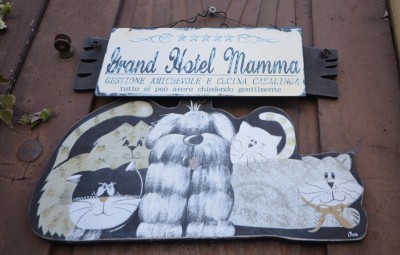 Grand Hotel Mamma
GESTIONE AMICHEVOLE E CUCINA CASALINGA
tutto si può avere chiedendo gentilmente